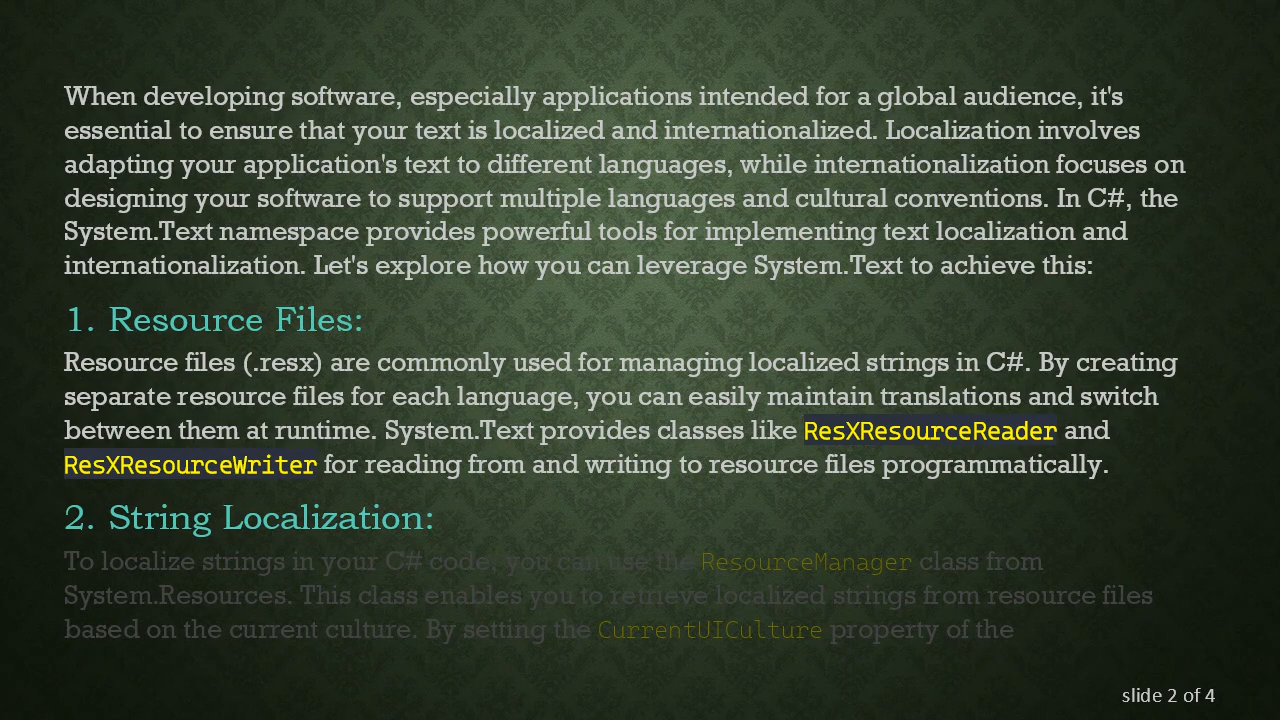 When developing software, especially applications intended for a global audience, it's
essential to ensure that your text is localized and internationalized. Localization involves
adapting your application's text to different languages, while internationalization focuses on
designing your software to support multiple languages and cultural conventions. In C#, the
System.Text namespace provides powerful tools for implementing text localization and
internationalization. Let's explore how you can leverage System.Text to achieve this:
1. Resource Files:
Resource files (.resx) are commonly used for managing localized strings in C#. By creating
separate resource files for each language, you can easily maintain translations and switch
between them at runtime. System.Text provides classes like ResXResourceReader and
ResXResourceWriter for reading from and writing to resource files programmatically.
2. String Localization:
To localize strings in your C# code, you can use the ResourceManager class from
System.Resources. This class enables you to retrieve localized strings from resource files
based on the current culture. By setting the CurrentUICulture property of the
slide 2 of 4